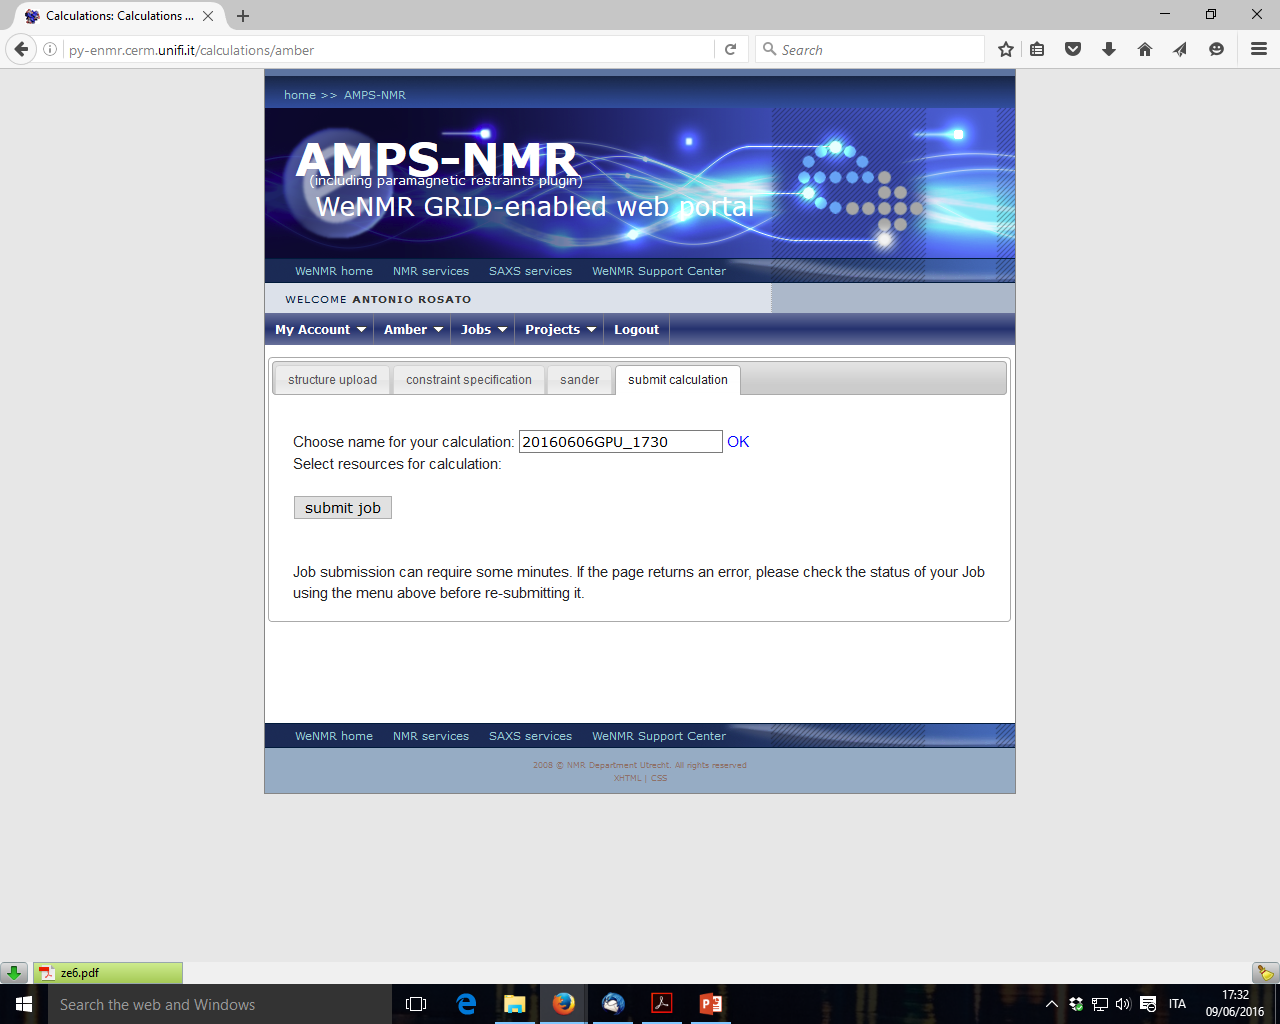 Calculations: Calculations ...
py-enmr.cerm.unifi.it/calculations/amber
Search
home >> AMPS-NMR
AMPS-NMR
(including paramagnetic restraints plugin)
WeNMR GRID-enabled web portal
WeNMR home NMR services SAXS services WeNMR Support Center
WELCOME ANTONIO ROSATO
My Account Amber Jobs Projects Logout
structure upload constraint specification sander submit calculation
Choose name for your calculation: 20160606GPU_1730 OK
Select resources for calculation:
submit job
Job submission can require some minutes. If the page returns an error, please check the status of your Job
using the menu above before re-submitting it.
WeNMR home NMR services SAXS services WeNMR Support Center
2008 © NMR Department Utrecht. All rights reserved
XHTML | CSS
ze6.pdf
Search the web and Windows
ITA
17:32
09/06/2016